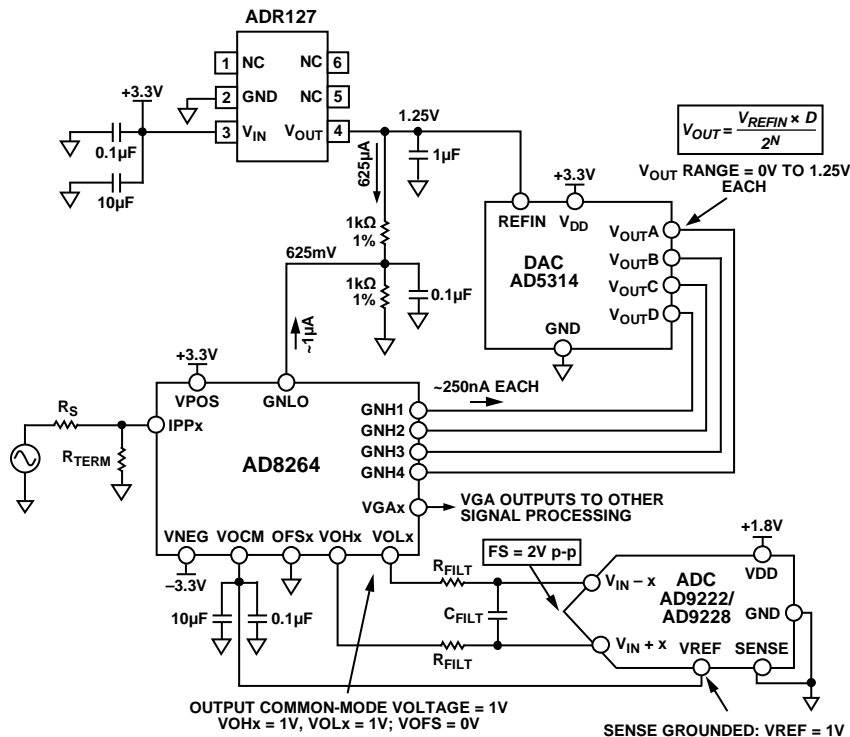 ADR127
1 NC
NC 6
2 GND
NC 5
3 VIN
VOUT 4
+3.3V
0.1µF
10µF
1.25V
625µA
1µF
1kΩ
1%
625mV
1kΩ
1%
0.1µF
~1µA
VOUT = VREFIN × D
2N
VOUT RANGE = 0V TO 1.25V
EACH
+3.3V
REFIN
VDD
DAC
AD5314
VOUTA
VOUTB
VOUTC
VOUTD
GND
+3.3V
VPOS
GNLO
RS
RTERM
IPPx
AD8264
~250nA EACH
GNH1
GNH2
GNH3
GNH4
VGAx
VGA OUTPUTS TO OTHER
SIGNAL PROCESSING
VNEG
VOCM
OFSx
VOHx
VOLx
–3.3V
10µF
0.1µF
FS = 2V p-p
RFILT
CFILT
RFILT
+1.8V
VDD
VIN – x
ADC
AD9222/
AD9228
GND
VIN + x
VREF
SENSE
OUTPUT COMMON-MODE VOLTAGE = 1V
VOHx = 1V, VOLx = 1V; VOFS = 0V
SENSE GROUNDED: VREF = 1V